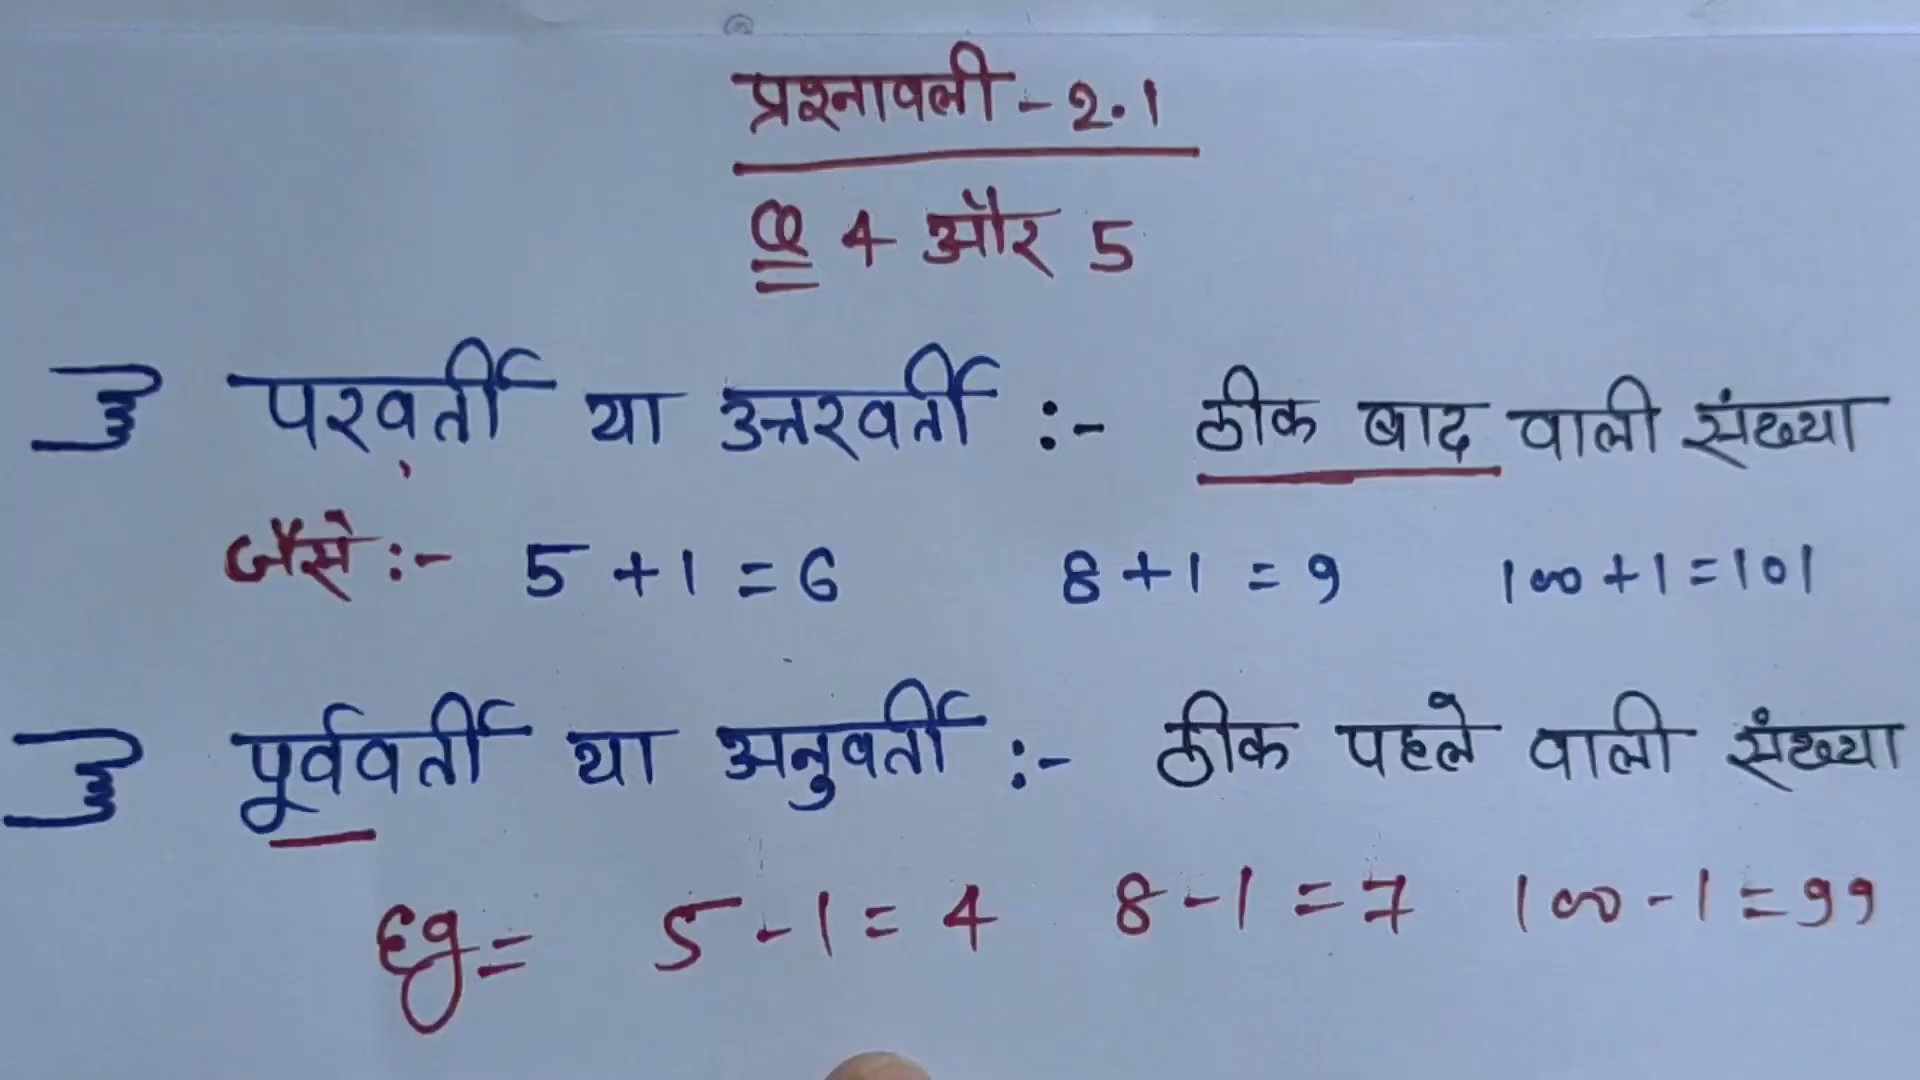 प्रश्नावली - 2.1
Q 4 और 5
परवर्ती या उत्तरवर्ती :- ठीक बाद वाली संख्या
जैसे :- 5 + 1 = 6 8 + 1 = 9 100 + 1 = 101
पूर्ववर्ती या अनुवर्ती :- ठीक पहले वाली संख्या
Eg = 5 - 1 = 4 8 - 1 = 7 100 - 1 = 99